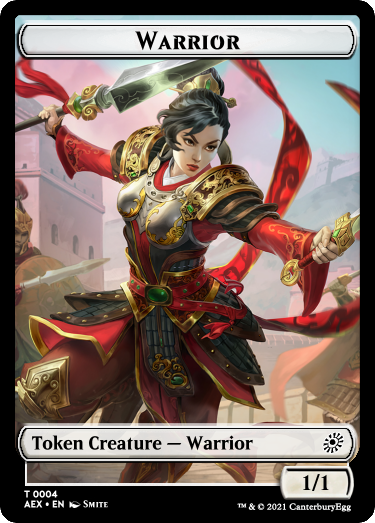 Warrior
Token Creature — Warrior
1/1
T 0004
AEX • EN Smite
™ & © 2021 CanterburyEgg